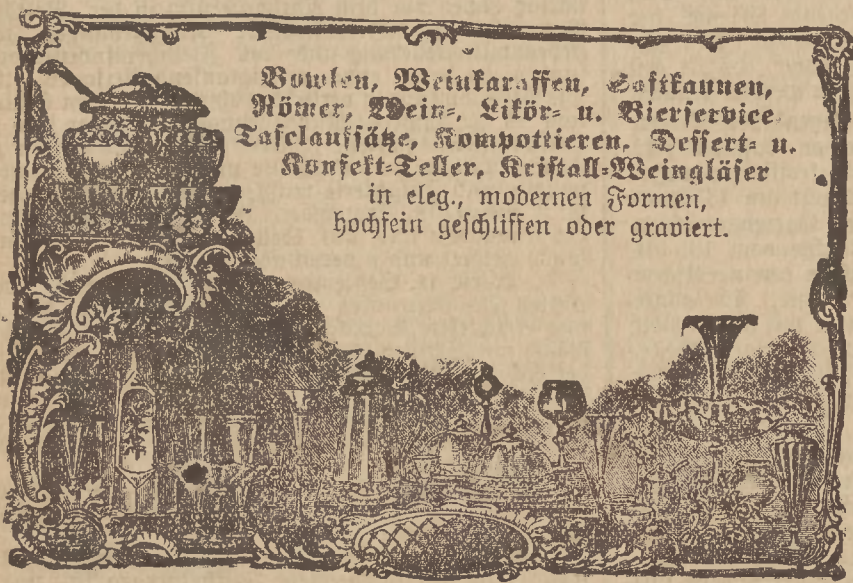 Bowlen, Weinkaraffen, Saftkannen,
Römer, Wein-, Likör- u. Bierservice
Tafelaufsätze, Kompottieren, Dessert- u.
Konfekt-Teller, Kristall-Weingläser
in eleg., modernen Formen,
hochfein geschliffen oder graviert.